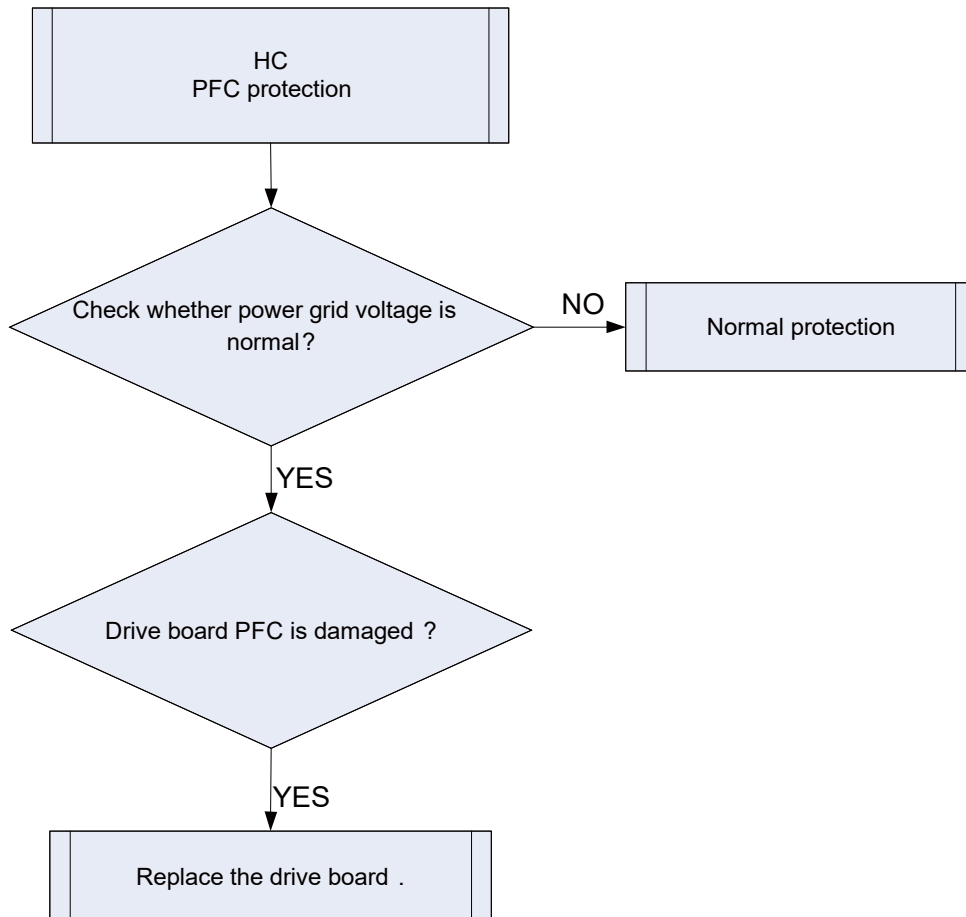 HC
PFC protection
Check whether power grid voltage is
normal?
NO
Normal protection
YES
Drive board PFC is damaged ?
YES
Replace the drive board .